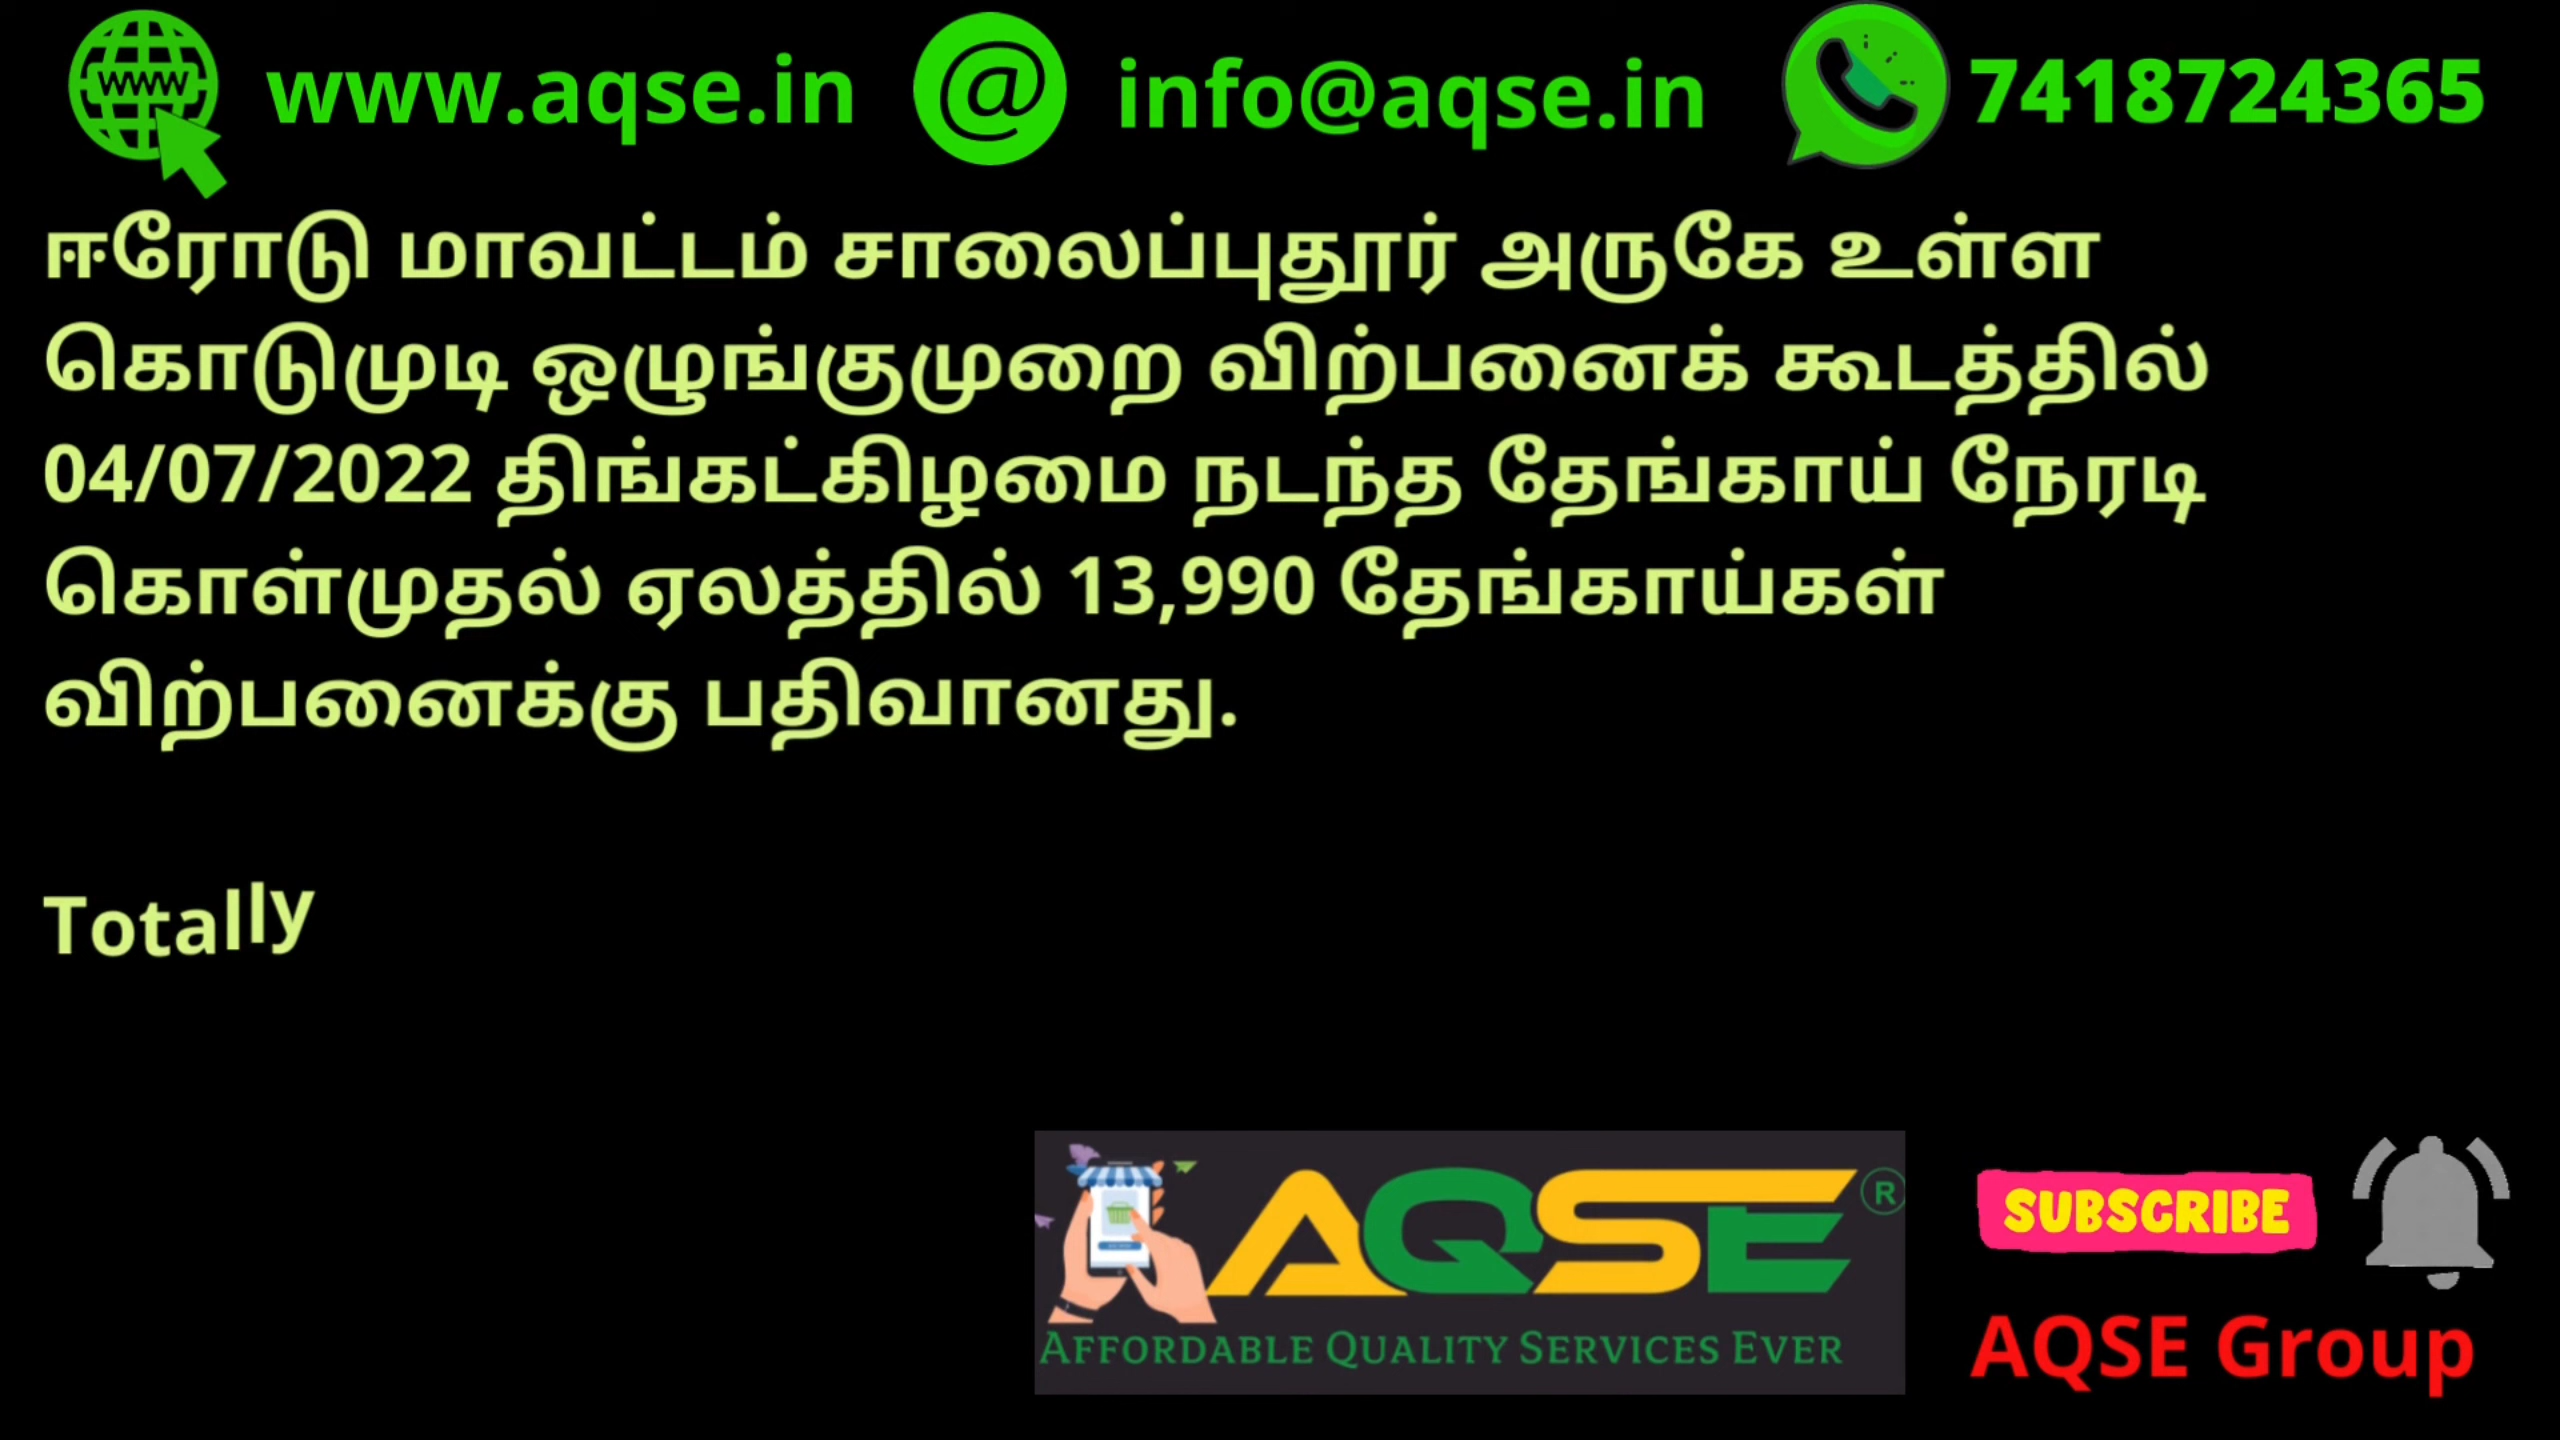 www
www.aqse.in
@
info@aqse.in
7418724365
ஈரோடு மாவட்டம் சாலைப்புதூர் அருகே உள்ள
கொடுமுடி ஒழுங்குமுறை விற்பனைக் கூடத்தில்
04/07/2022 திங்கட்கிழமை நடந்த தேங்காய் நேரடி
கொள்முதல் ஏலத்தில் 13,990 தேங்காய்கள்
விற்பனைக்கு பதிவானது.
Totally
AQSE®
AFFORDABLE QUALITY SERVICES EVER
SUBSCRIBE
AQSE Group